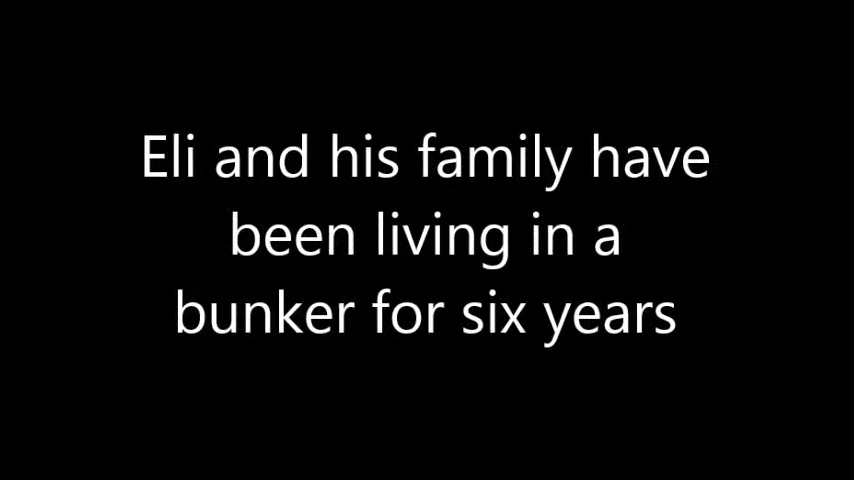 Eli and his family have
been living in a
bunker for six years